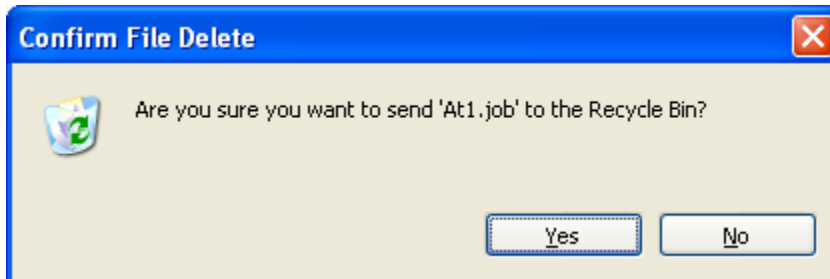 Confirm File Delete
Are you sure you want to send 'At1.job' to the Recycle Bin?
Yes No